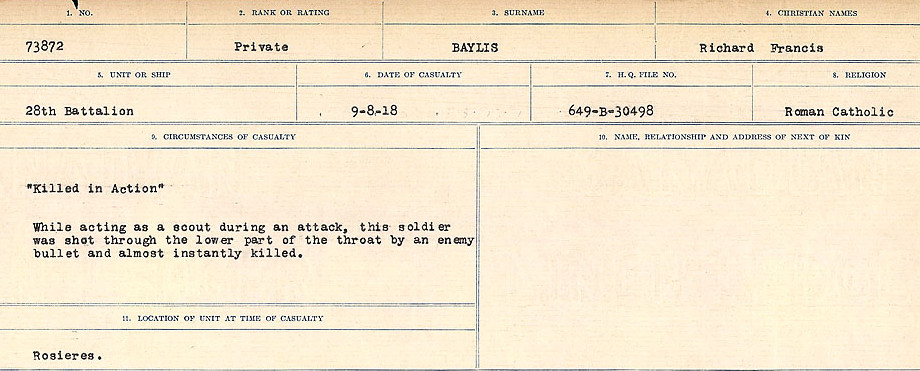 1. NO. 2. RANK OR RATING 3. SURNAME 4. CHRISTIAN NAMES
73872 Private BAYLIS Richard Francis
5. UNIT OR SHIP 6. DATE OF CASUALTY 7. H.Q. FILE NO. 8. RELIGION
28th Battalion 9-8-18 649-B-30498 Roman Catholic
9. CIRCUMSTANCES OF CASUALTY 10. NAME, RELATIONSHIP AND ADDRESS OF NEXT OF KIN
"Killed in Action"
While acting as a scout during an attack, this soldier
was shot through the lower part of the throat by an enemy
bullet and almost instantly killed.
11. LOCATION OF UNIT AT TIME OF CASUALTY
Rosieres.